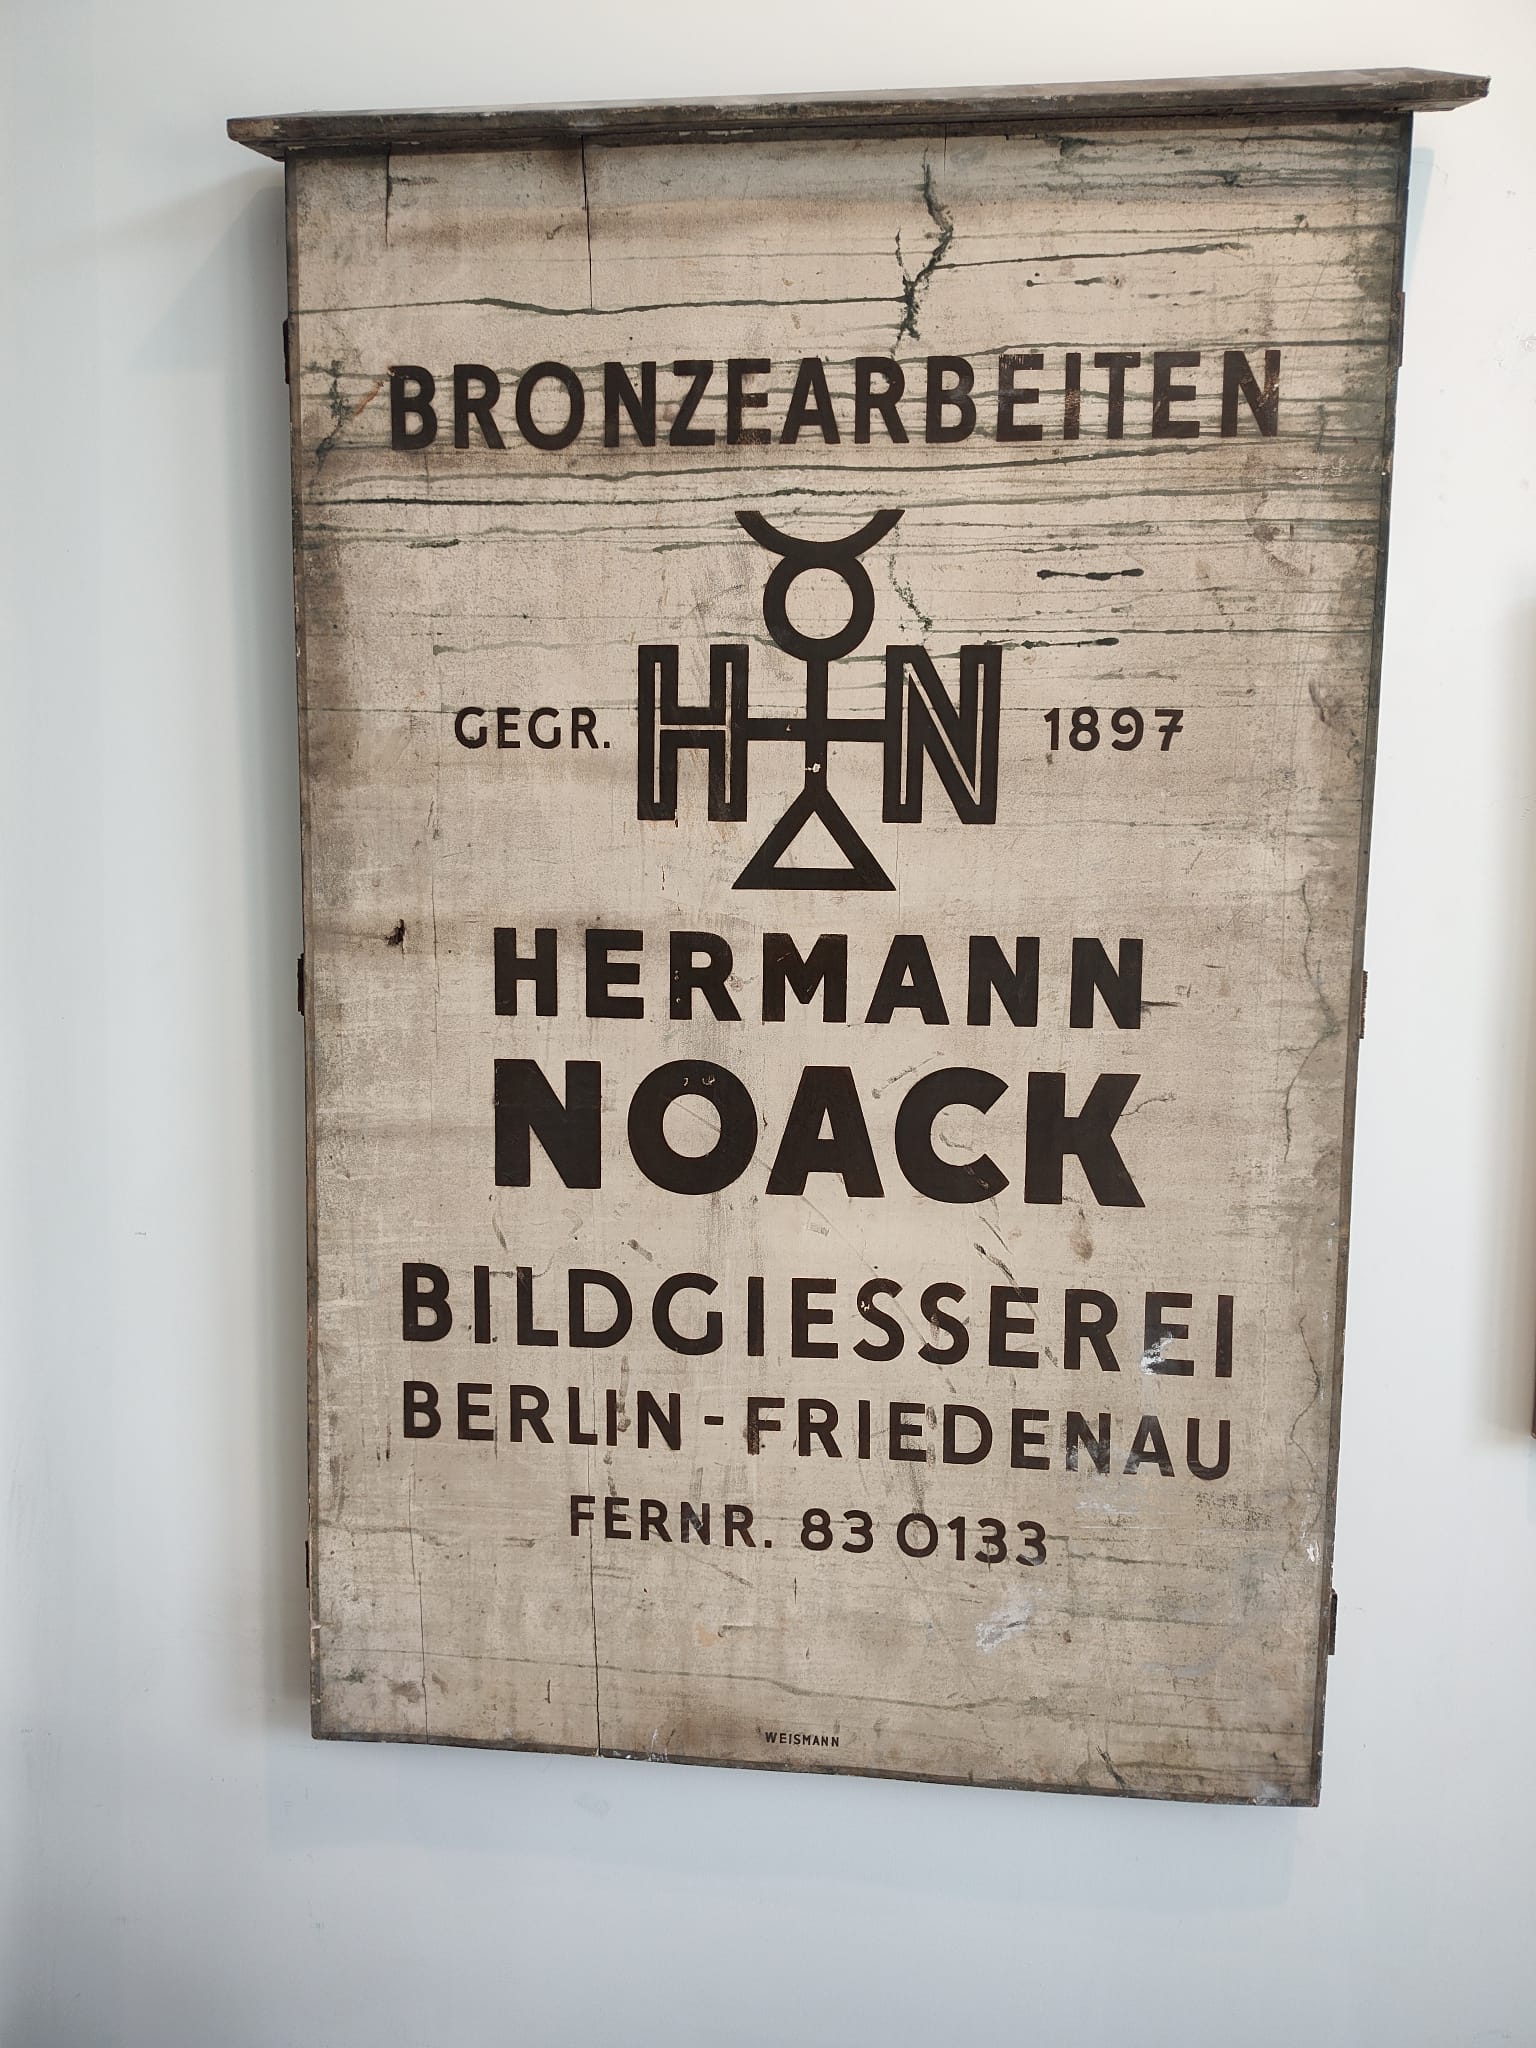 BRONZEARBEITEN
GEGR. HN 1897
HERMANN
NOACK
BILDGIESSEREI
BERLIN-FRIEDENAU
FERNR. 83 0133
WEISMANN